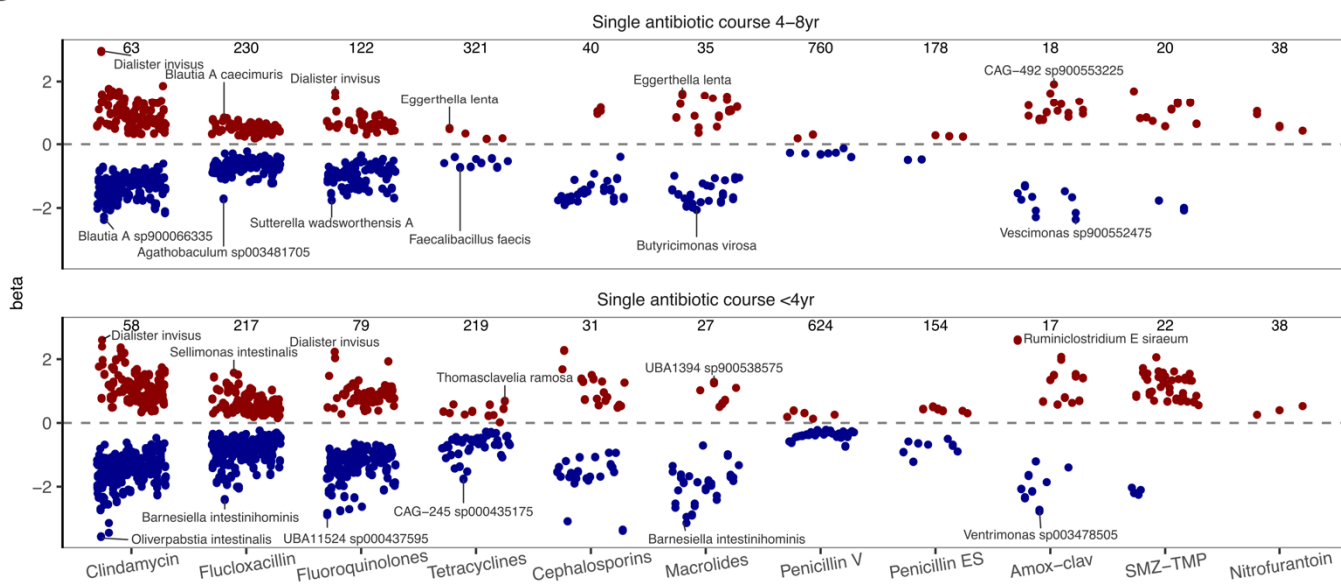 Single antibiotic course 4−8yr
63 230 122 321 40 35 760 178 18 20 38
Dialister invisus
Blautia A caecimuris
Dialister invisus
Eggerthella lenta
Eggerthella lenta
CAG−492 sp900553225
2
0
−2
Blautia A sp900066335
Agathobaculum sp003481705
Sutterella wadsworthensis A
Faecalibacillus faecis
Butyricimonas virosa
Vescimonas sp900552475
beta
Single antibiotic course <4yr
58 217 79 219 31 27 624 154 17 22 38
Dialister invisus
Sellimonas intestinalis
Dialister invisus
Thomasclavelia ramosa
UBA1394 sp900538575
Ruminiclostridium E siraeum
2
0
−2
Barnesiella intestinihominis
Oliverpabstia intestinalis
UBA11524 sp000437595
CAG−245 sp000435175
Barnesiella intestinihominis
Ventrimonas sp003478505
Clindamycin Flucloxacillin Fluoroquinolones Tetracyclines Cephalosporins Macrolides Penicillin V Penicillin ES Amox−clav SMZ−TMP Nitrofurantoin